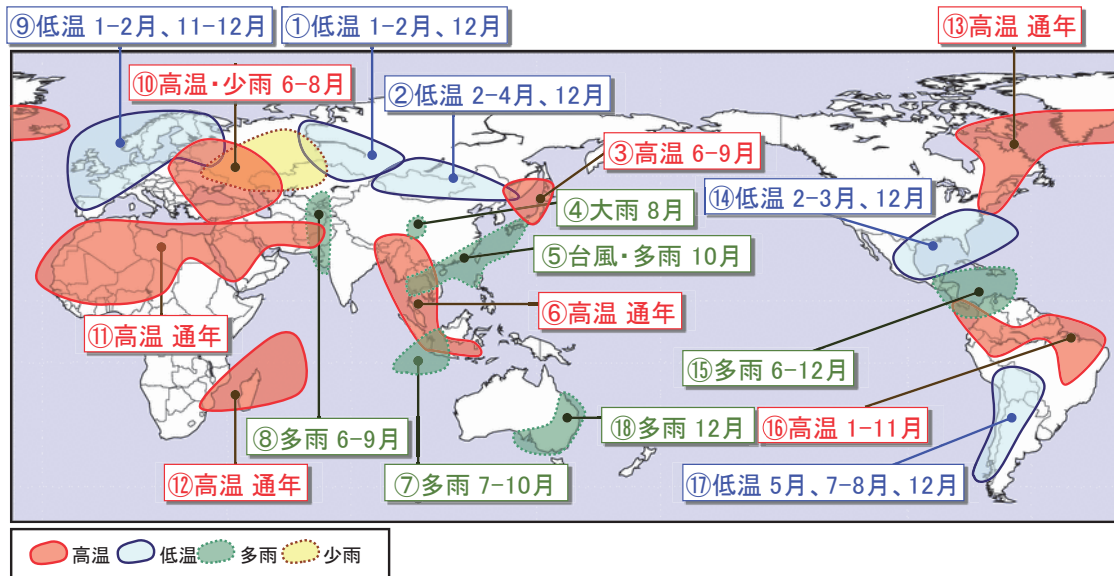 ⑨低温 1-2月、11-12月
①低温 1-2月、12月
⑬高温 通年
⑩高温・少雨 6-8月
②低温 2-4月、12月
③高温 6-9月
④大雨 8月
⑭低温 2-3月、12月
⑤台風・多雨 10月
⑥高温 通年
⑪高温 通年
⑮多雨 6-12月
⑧多雨 6-9月
⑱多雨 12月
⑯高温 1-11月
⑫高温 通年
⑦多雨 7-10月
⑰低温 5月、7-8月、12月
高温 低温 多雨 少雨